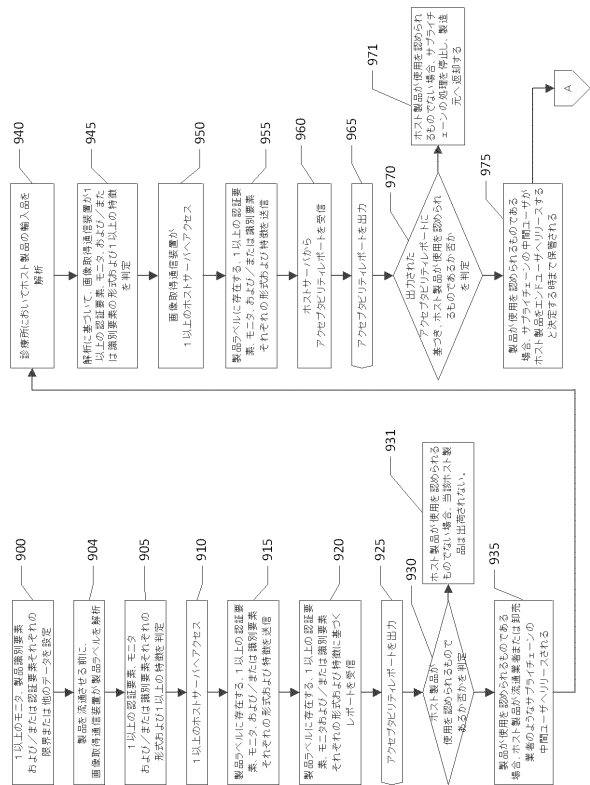 900
1以上のモニタ、製品識別要素
および/または認証要素それぞれの
限界または他のデータを設定
904
製品を流通させる前に、
画像取得通信装置が製品ラベルを解析
905
1以上の認証要素、モニタ
および/または識別要素それぞれの
形式および1以上の特徴を判定
910
1以上のホストサーバへアクセス
915
製品ラベルに存在する、1以上の認証要
素、モニタ、および/または識別要素
それぞれの形式および特徴を送信
920
製品ラベルに存在する、1以上の認証要
素、モニタおよび/または識別要素
それぞれの形式および特徴に基づく
レポートを受信
925
アクセプタビリティレポートを出力
930
ホスト製品が
使用を認められるもので
あるか否かを判定
931
ホスト製品が使用を認められる
ものでない場合、当該ホスト製
品は出荷されない。
935
製品が使用を認められるものである
場合、ホスト製品が流通業者または卸売
業者のようなサプライチェーンの
中間ユーザへリリースされる
940
診療所においてホスト製品の輸入品を
解析
945
解析に基づいて、画像取得通信装置が1
以上の認証要素、モニタ、および/また
は識別要素の形式および1以上の特徴
を判定
950
画像取得通信装置が
1以上のホストサーバへアクセス
955
製品ラベルに存在する、1以上の認証要
素、モニタ、および/または識別要素
それぞれの形式および特徴を送信
960
ホストサーバから
アクセプタビリティレポートを受信
965
アクセプタビリティレポートを出力
970
出力された
アクセプタビリティレポートに
基づき、ホスト製品が使用を認められ
るものであるか否か
を判定
971
ホスト製品が使用を認められ
るものでない場合、サプライチ
ェーンの処理を停止し、製造
元へ返却する
975
製品が使用を認められるものである
場合、サプライチェーンの中間ユーザが
ホスト製品をエンドユーザへリリースする
と決定する時まで保管される
A